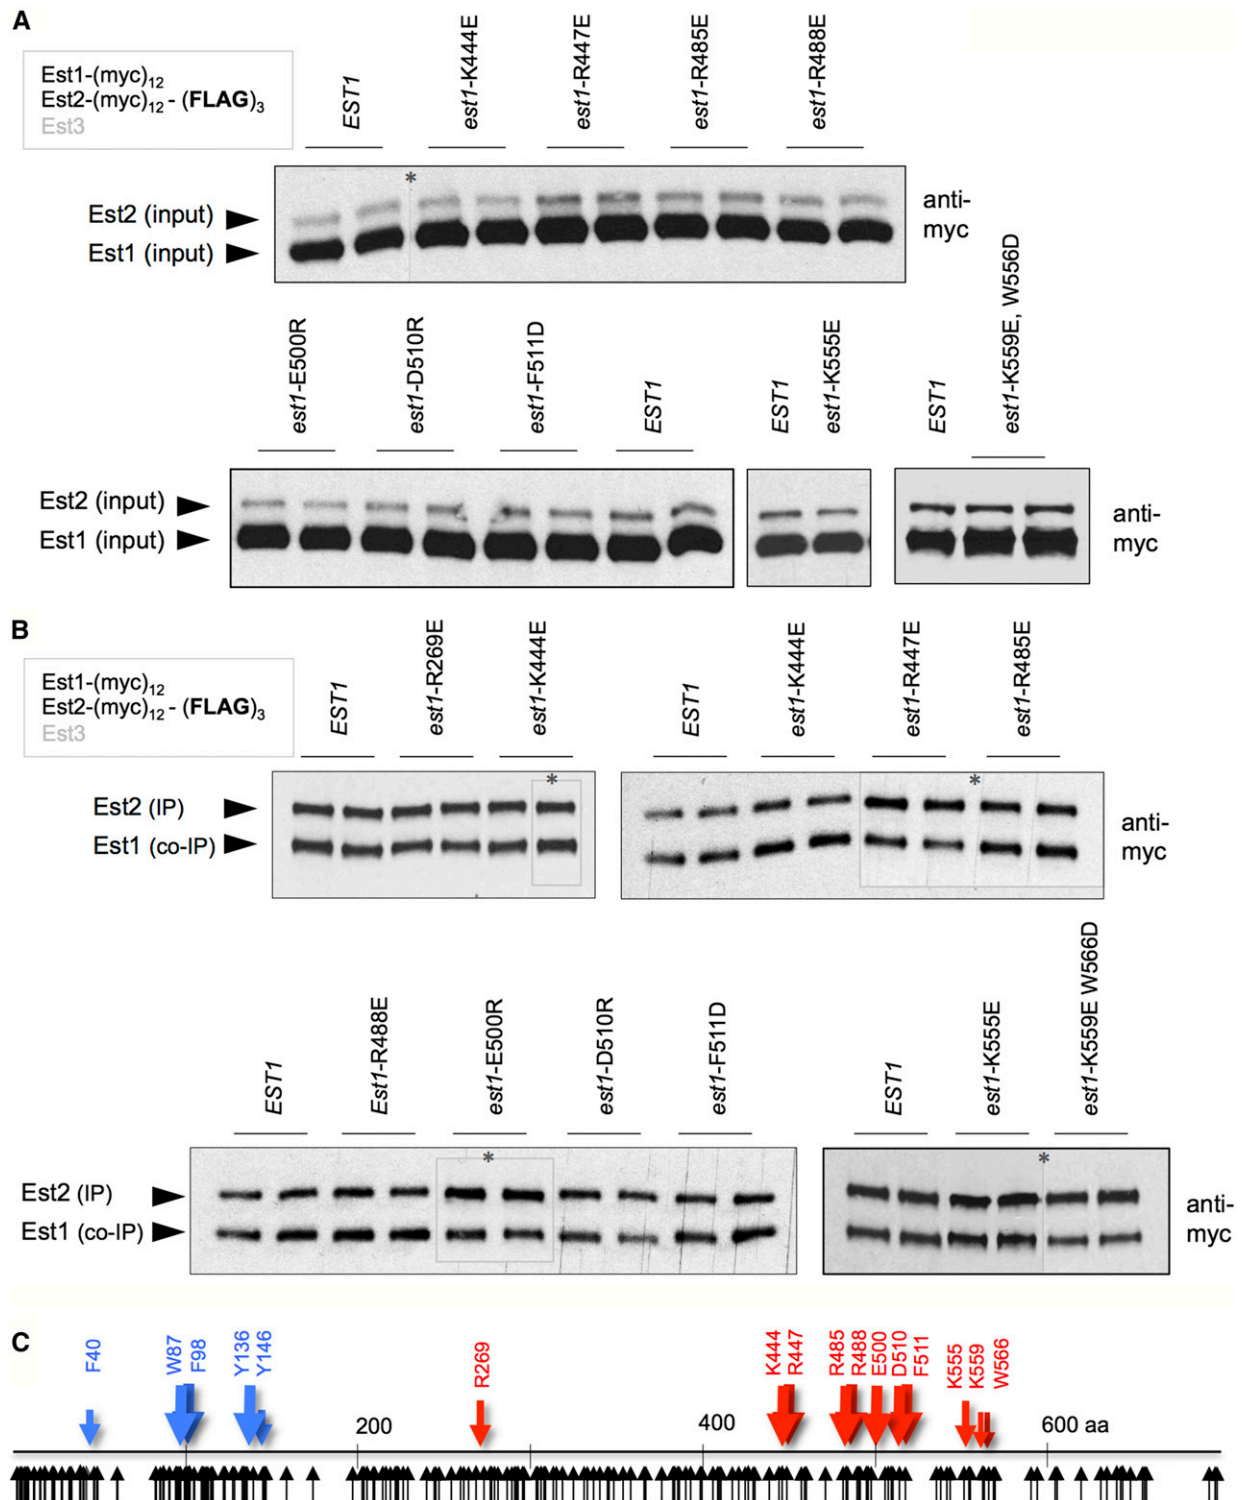 A
Est1-(myc)12
Est2-(myc)12 - (FLAG)3
Est3
EST1
est1-K444E
est1-R447E
est1-R485E
est1-R488E
*
Est2 (input)
Est1 (input)
anti-
myc
est1-E500R
est1-D510R
est1-F511D
EST1
EST1
est1-K555E
EST1
est1-K559E, W556D
Est2 (input)
Est1 (input)
anti-
myc
B
Est1-(myc)12
Est2-(myc)12 - (FLAG)3
Est3
EST1
est1-R269E
est1-K444E
EST1
est1-K444E
est1-R447E
est1-R485E
*
*
Est2 (IP)
Est1 (co-IP)
anti-
myc
EST1
Est1-R488E
est1-E500R
est1-D510R
est1-F511D
EST1
est1-K555E
est1-K559E W566D
*
*
Est2 (IP)
Est1 (co-IP)
anti-
myc
C
F40
W87
F98
Y136
Y146
R269
K444
R447
R485
R488
E500
D510
F511
K555
K559
W566
200
400
600 aa